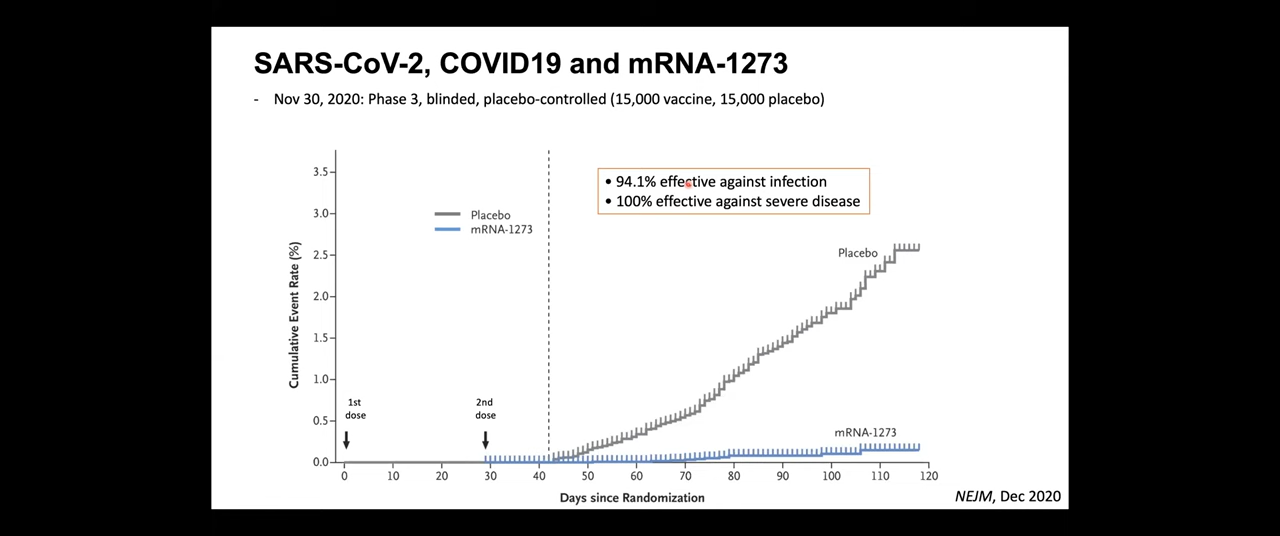 SARS-CoV-2, COVID19 and mRNA-1273
- Nov 30, 2020: Phase 3, blinded, placebo-controlled (15,000 vaccine, 15,000 placebo)
• 94.1% effective against infection
• 100% effective against severe disease
Placebo
mRNA-1273
Cumulative Event Rate (%)
3.5
3.0
2.5
2.0
1.5
1.0
0.5
0.0
1st
dose
2nd
dose
Placebo
mRNA-1273
0 10 20 30 40 50 60 70 80 90 100 110 120
Days since Randomization
NEJM, Dec 2020